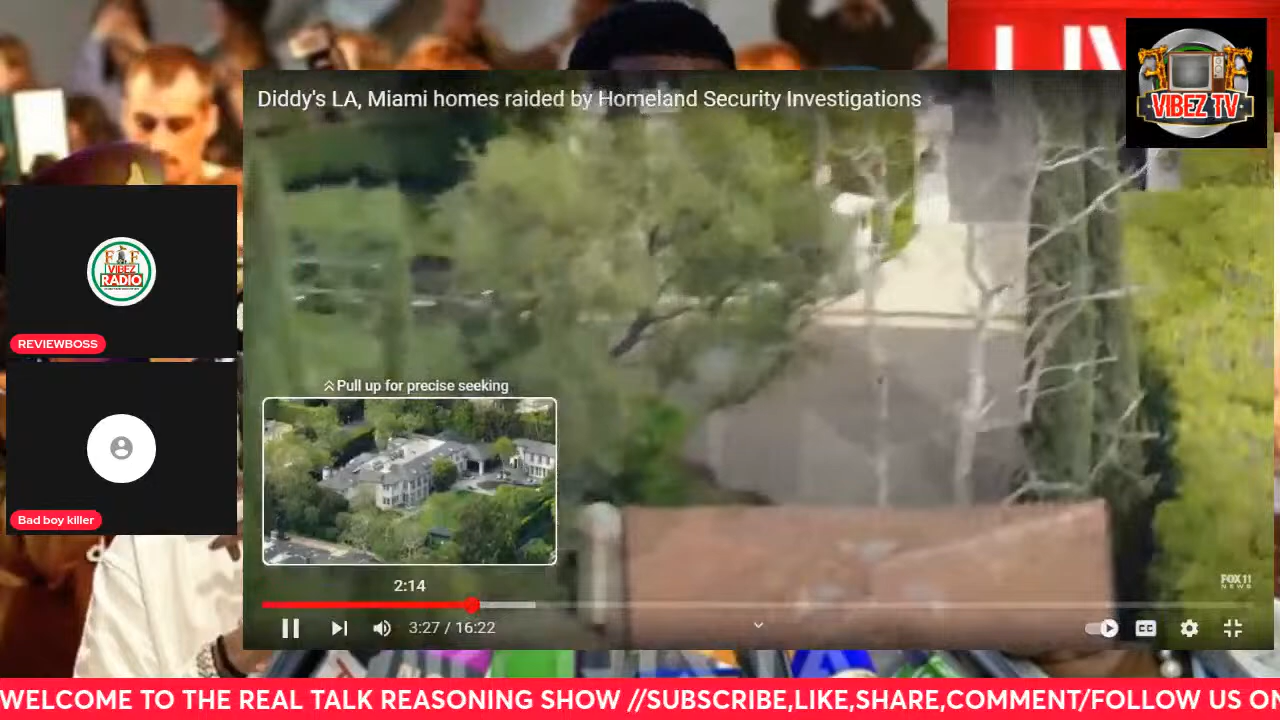 LIV
VIBEZ TV
Diddy's LA, Miami homes raided by Homeland Security Investigations
VIBEZ
RADIO
REVIEWBOSS
Pull up for precise seeking
Bad boy killer
2:14
FOX 11
NEWS
3:27 / 16:22
CC
WELCOME TO THE REAL TALK REASONING SHOW //SUBSCRIBE,LIKE,SHARE,COMMENT/FOLLOW US ON